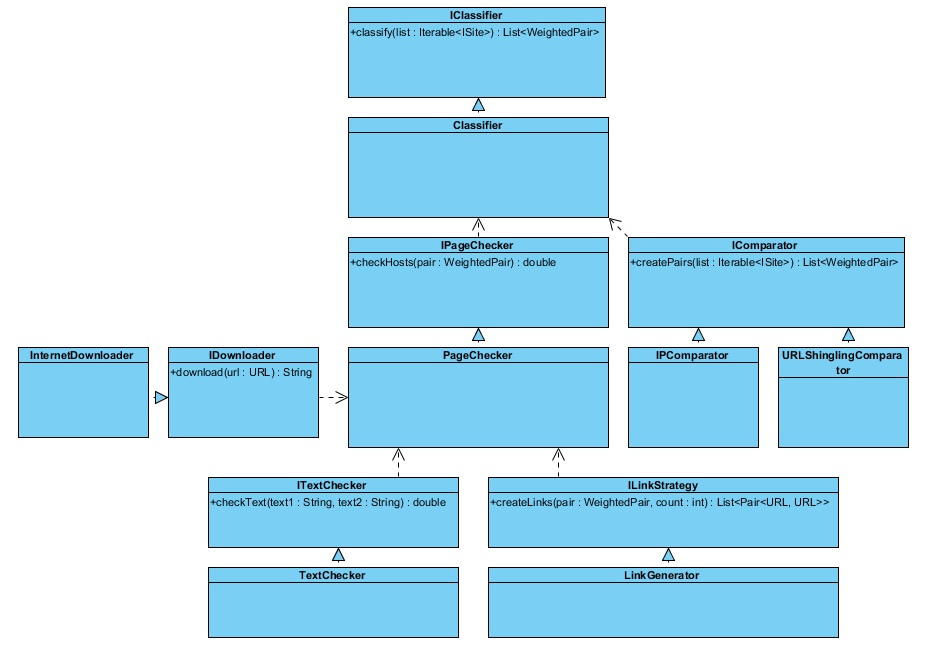 IClassifier
+classify(list : Iterable<ISite>) : List<WeightedPair>
Classifier
IPageChecker
+checkHosts(pair : WeightedPair) : double
IComparator
+createPairs(list : Iterable<ISite>) : List<WeightedPair>
InternetDownloader
IDownloader
+download(url : URL) : String
PageChecker
IPComparator
URLShinglingCompara
tor
ITextChecker
+checkText(text1 : String, text2 : String) : double
ILinkStrategy
+createLinks(pair : WeightedPair, count : int) : List<Pair<URL, URL>>
TextChecker
LinkGenerator